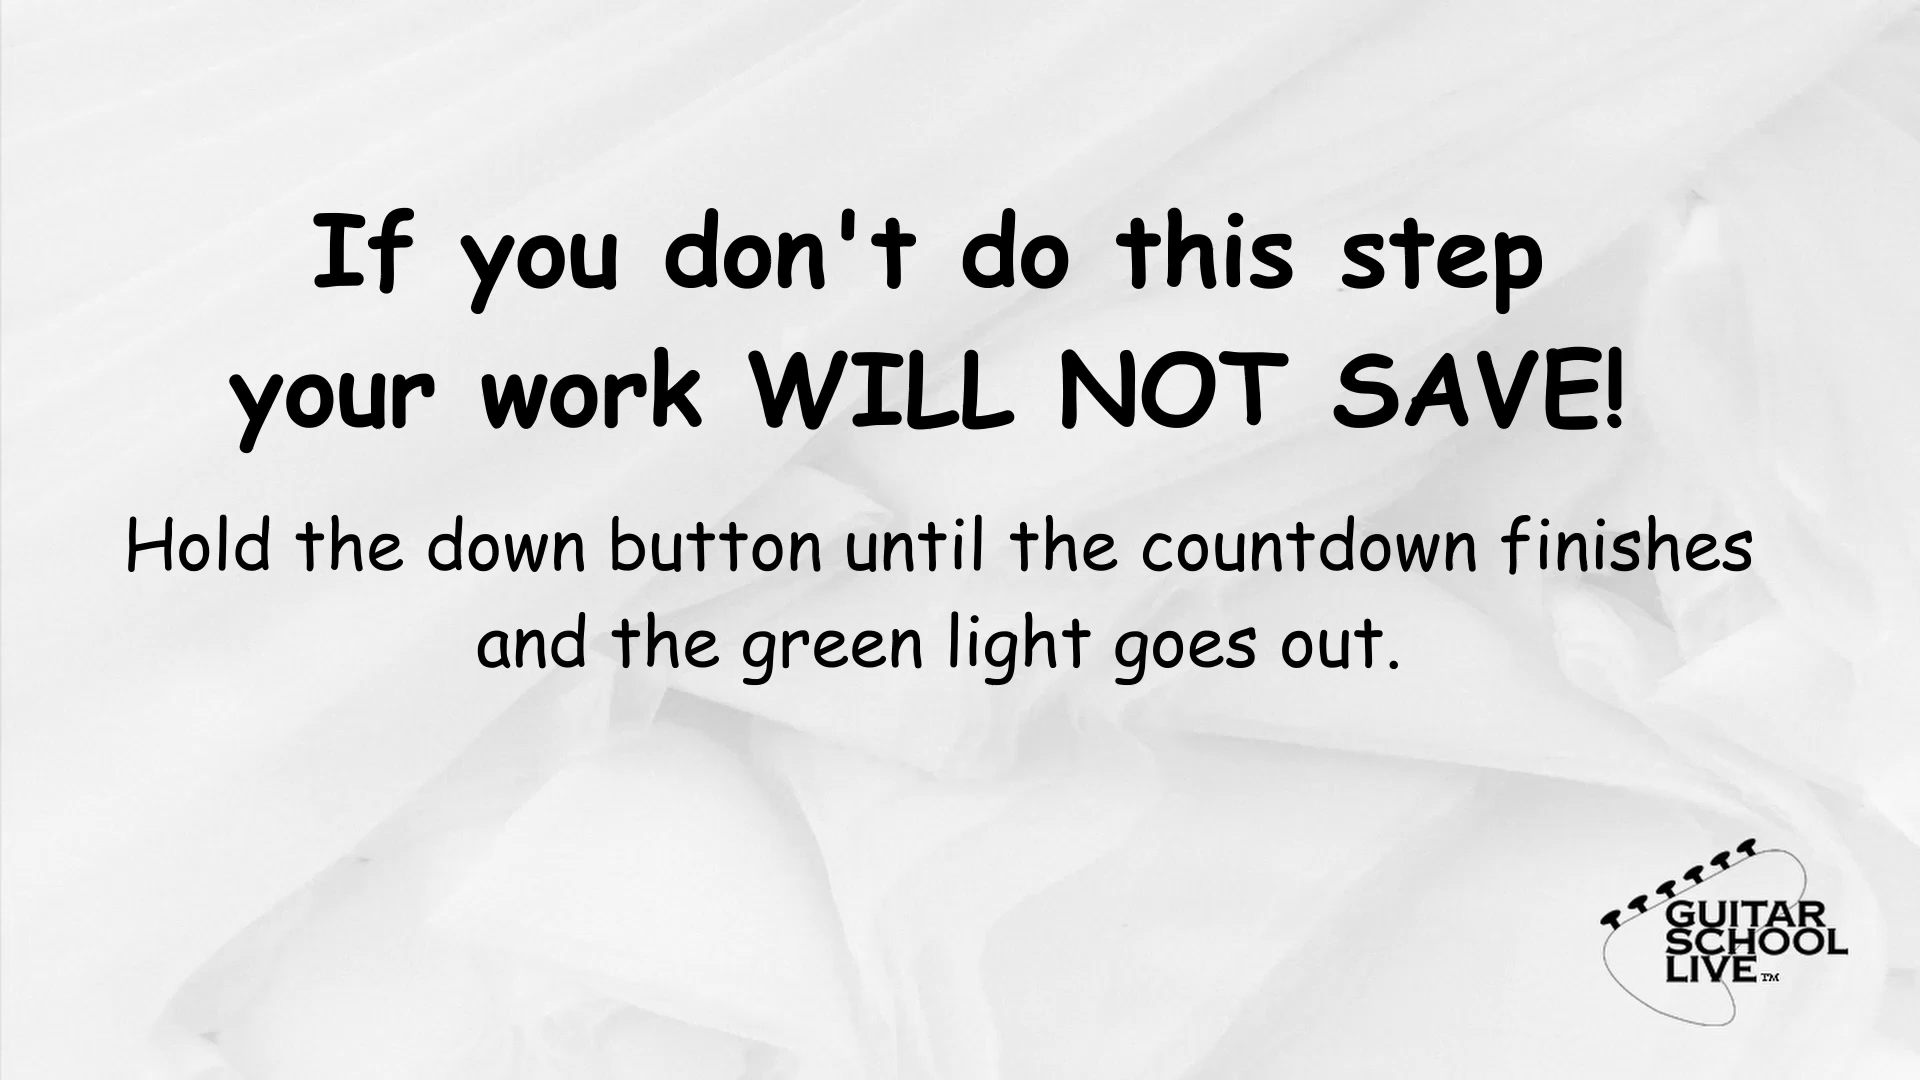 If you don't do this step
your work WILL NOT SAVE!
Hold the down button until the countdown finishes
and the green light goes out.
GUITAR
SCHOOL
LIVE™